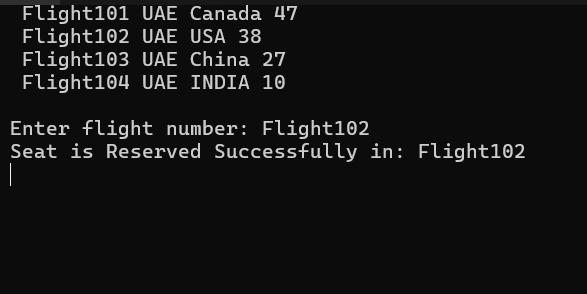 Flight101 UAE Canada 47
Flight102 UAE USA 38
Flight103 UAE China 27
Flight104 UAE INDIA 10
Enter flight number: Flight102
Seat is Reserved Successfully in: Flight102